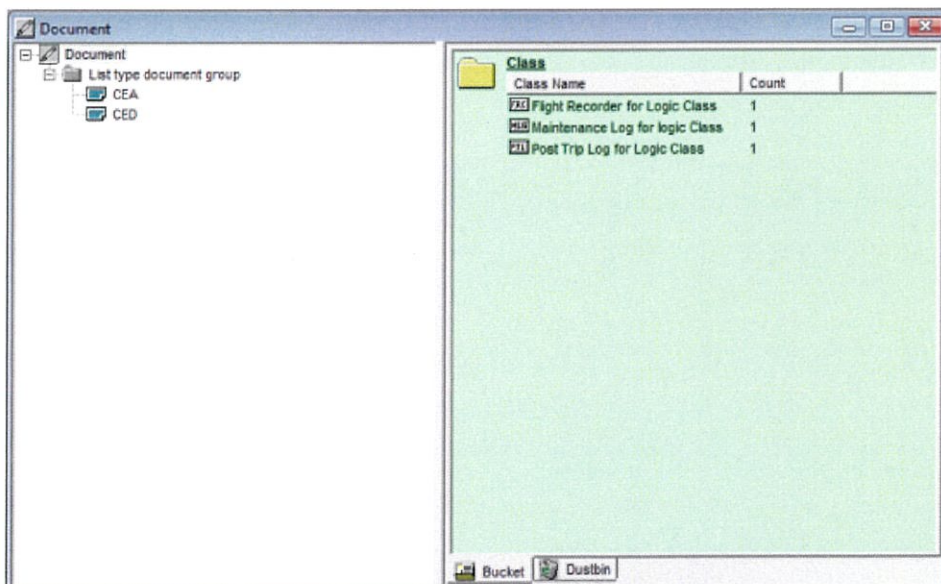 Document
Document
List type document group
CEA
CED
Class
Class Name Count
Flight Recorder for Logic Class 1
Maintenance Log for logic Class 1
Post Trip Log for Logic Class 1
Bucket Dustbin